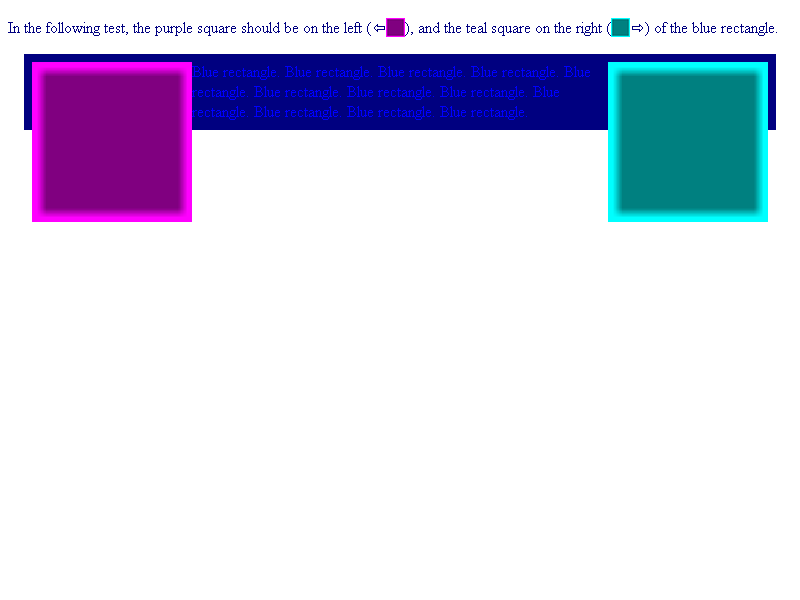 In the following test, the purple square should be on the left (⇦), and the teal square on the right (⇨) of the blue rectangle.
Blue rectangle. Blue rectangle. Blue rectangle. Blue rectangle. Blue
rectangle. Blue rectangle. Blue rectangle. Blue rectangle. Blue
rectangle. Blue rectangle. Blue rectangle. Blue rectangle.